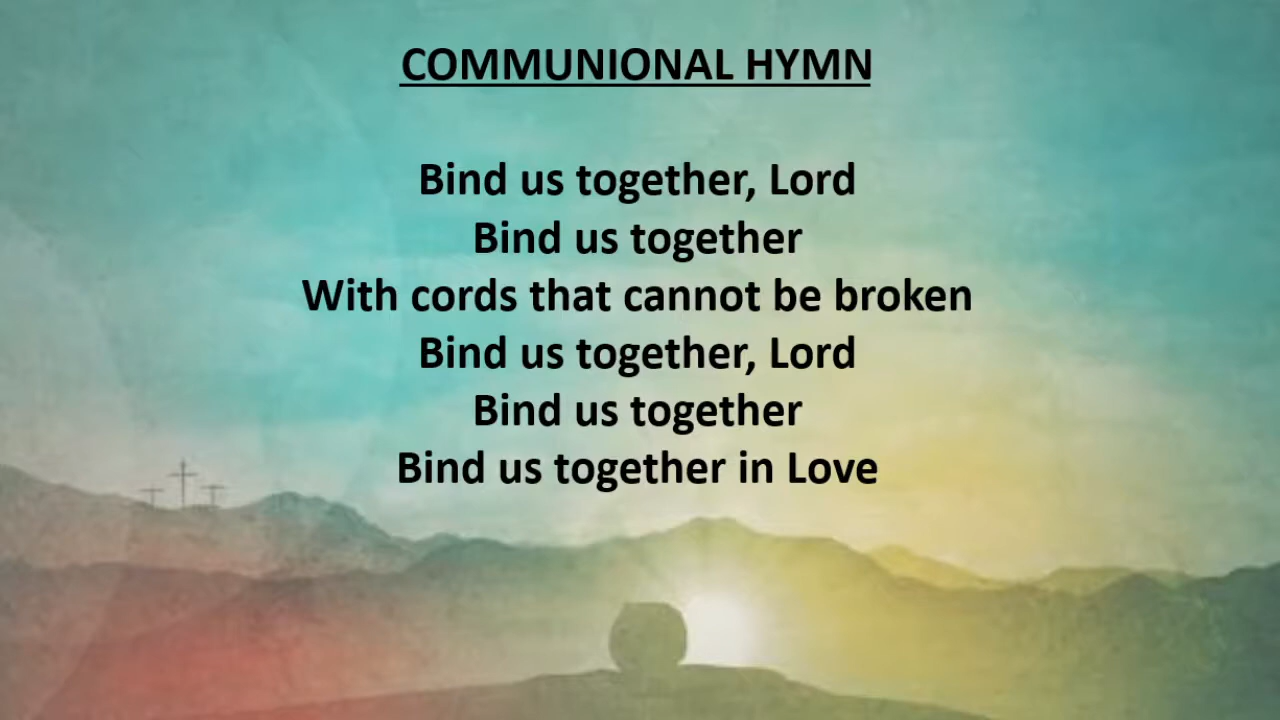 COMMUNIONAL HYMN
Bind us together, Lord
Bind us together
With cords that cannot be broken
Bind us together, Lord
Bind us together
Bind us together in Love